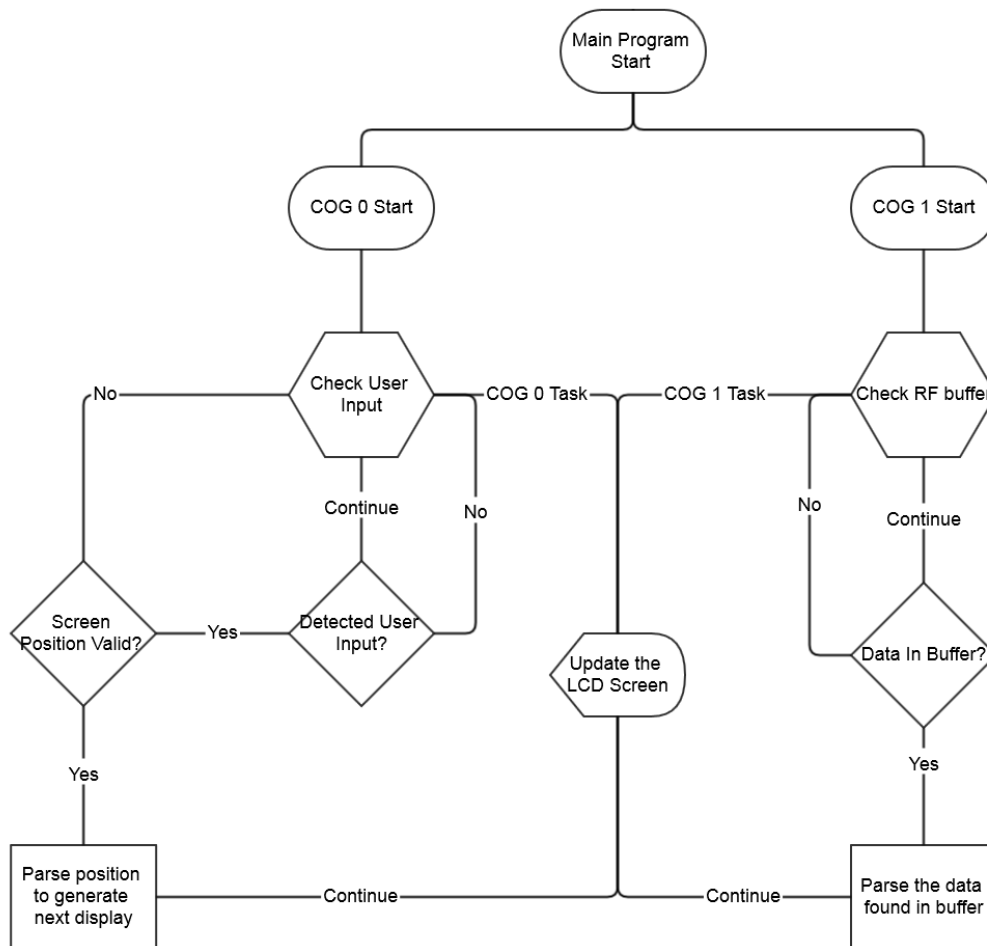 Main Program
Start
COG 0 Start
COG 1 Start
Check User
Input
No
COG 0 Task
COG 1 Task
Check RF buffer
Continue
No
No
Continue
Screen
Position Valid?
Yes
Detected User
Input?
Update the
LCD Screen
Data In Buffer?
Yes
Yes
Parse position
to generate
next display
Continue
Continue
Parse the data
found in buffer